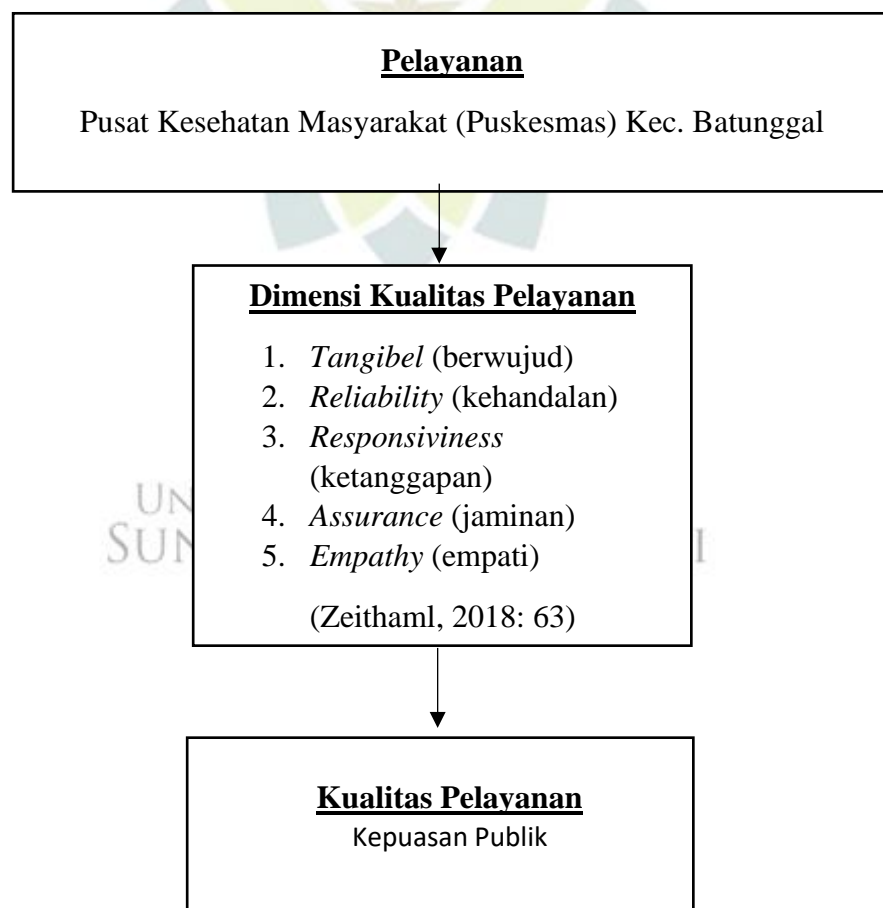 Pelayanan
Pusat Kesehatan Masyarakat (Puskesmas) Kec. Batunggal
Dimensi Kualitas Pelayanan
1. Tangibel (berwujud)
2. Reliability (kehandalan)
3. Responsiviness
(ketanggapan)
4. Assurance (jaminan)
5. Empathy (empati)
(Zeithaml, 2018: 63)
Kualitas Pelayanan
Kepuasan Publik